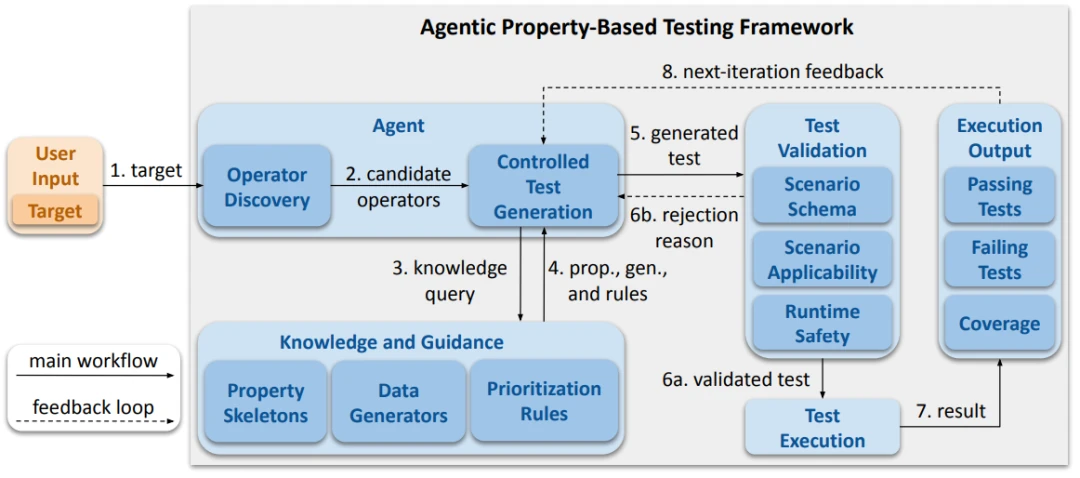 Agentic Property-Based Testing Framework
8. next-iteration feedback
User
Input
Target
1. target
Agent
Operator
Discovery
2. candidate
operators
Controlled
Test
Generation
5. generated
test
6b. rejection
reason
Test
Validation
Scenario
Schema
Scenario
Applicability
Runtime
Safety
Execution
Output
Passing
Tests
Failing
Tests
Coverage
3. knowledge
query
4. prop., gen.,
and rules
Knowledge and Guidance
Property
Skeletons
Data
Generators
Prioritization
Rules
6a. validated test
Test
Execution
7. result
main workflow
feedback loop